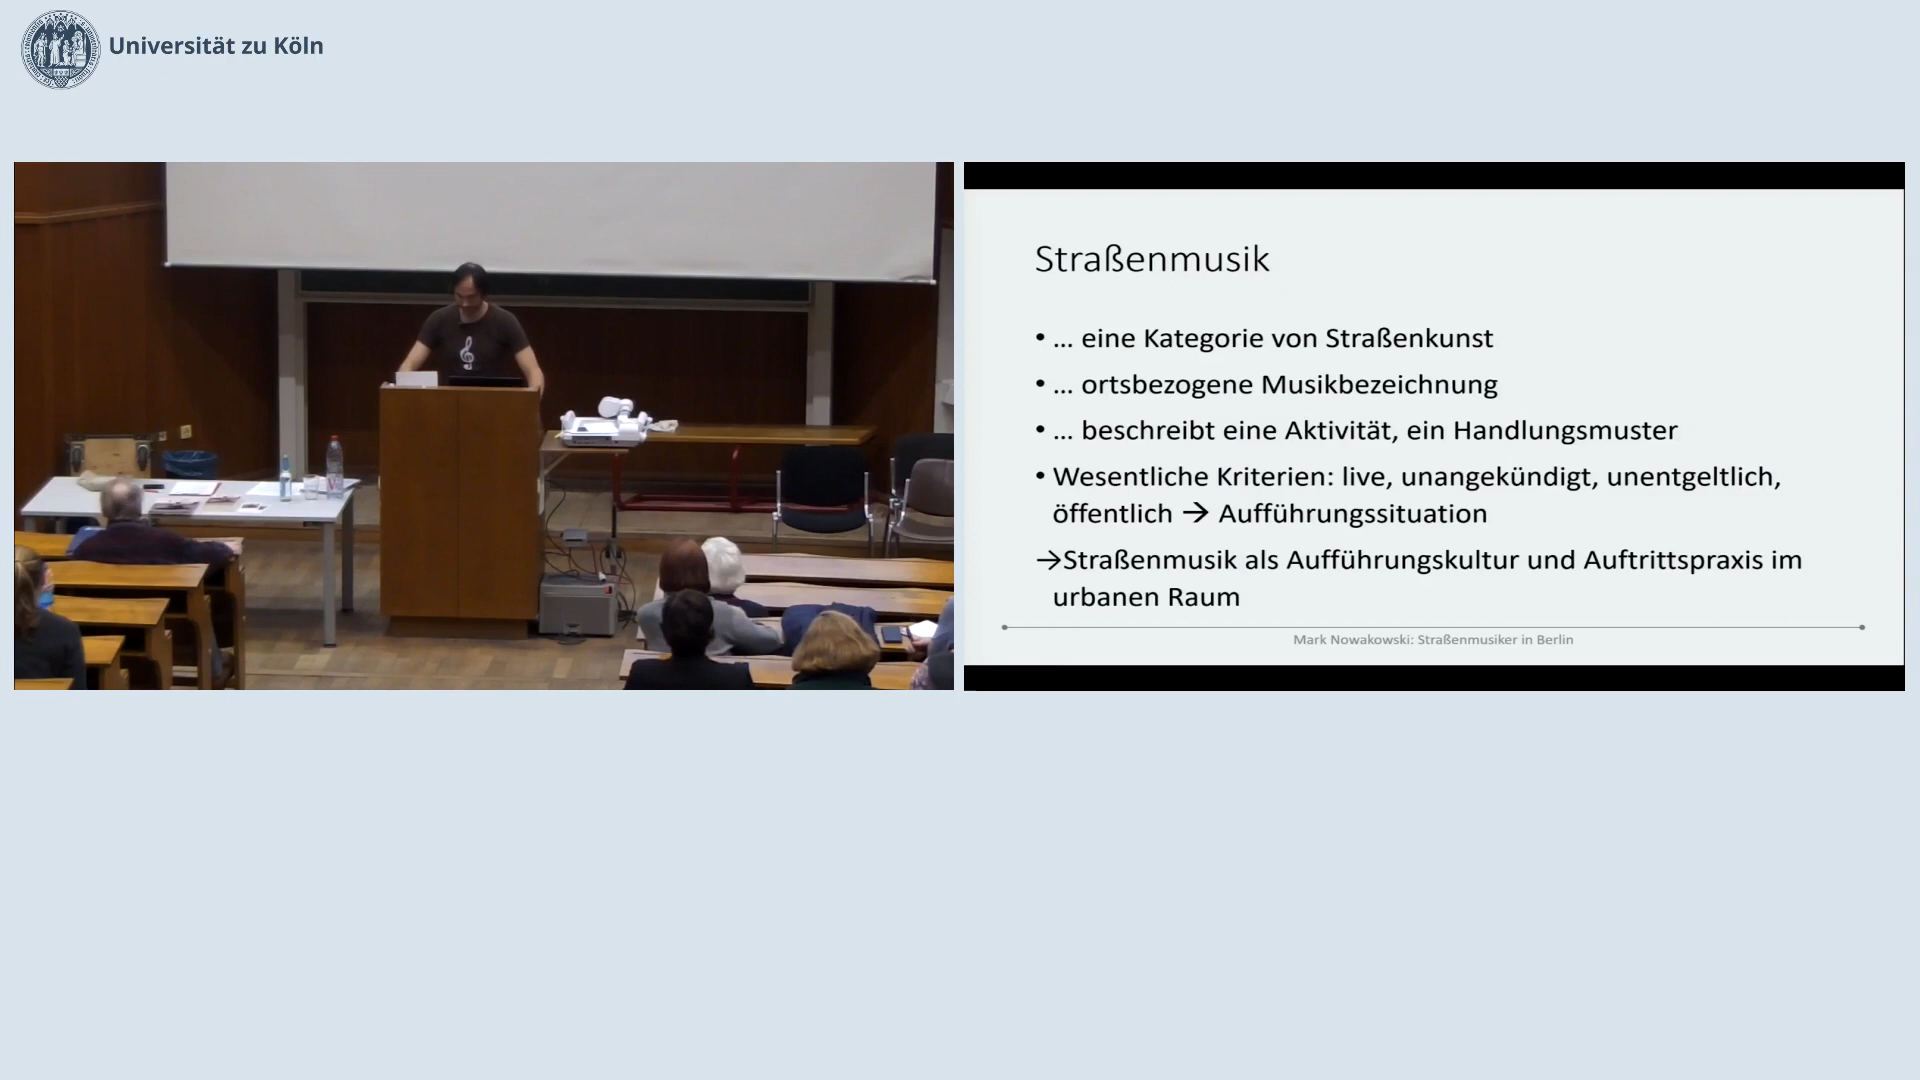 Universität zu Köln
Straßenmusik
• ... eine Kategorie von Straßenkunst
• ... ortsbezogene Musikbezeichnung
• ... beschreibt eine Aktivität, ein Handlungsmuster
• Wesentliche Kriterien: live, unangekündigt, unentgeltlich,
öffentlich → Aufführungssituation
→Straßenmusik als Aufführungskultur und Auftrittspraxis im
urbanen Raum
Mark Nowakowski: Straßenmusiker in Berlin